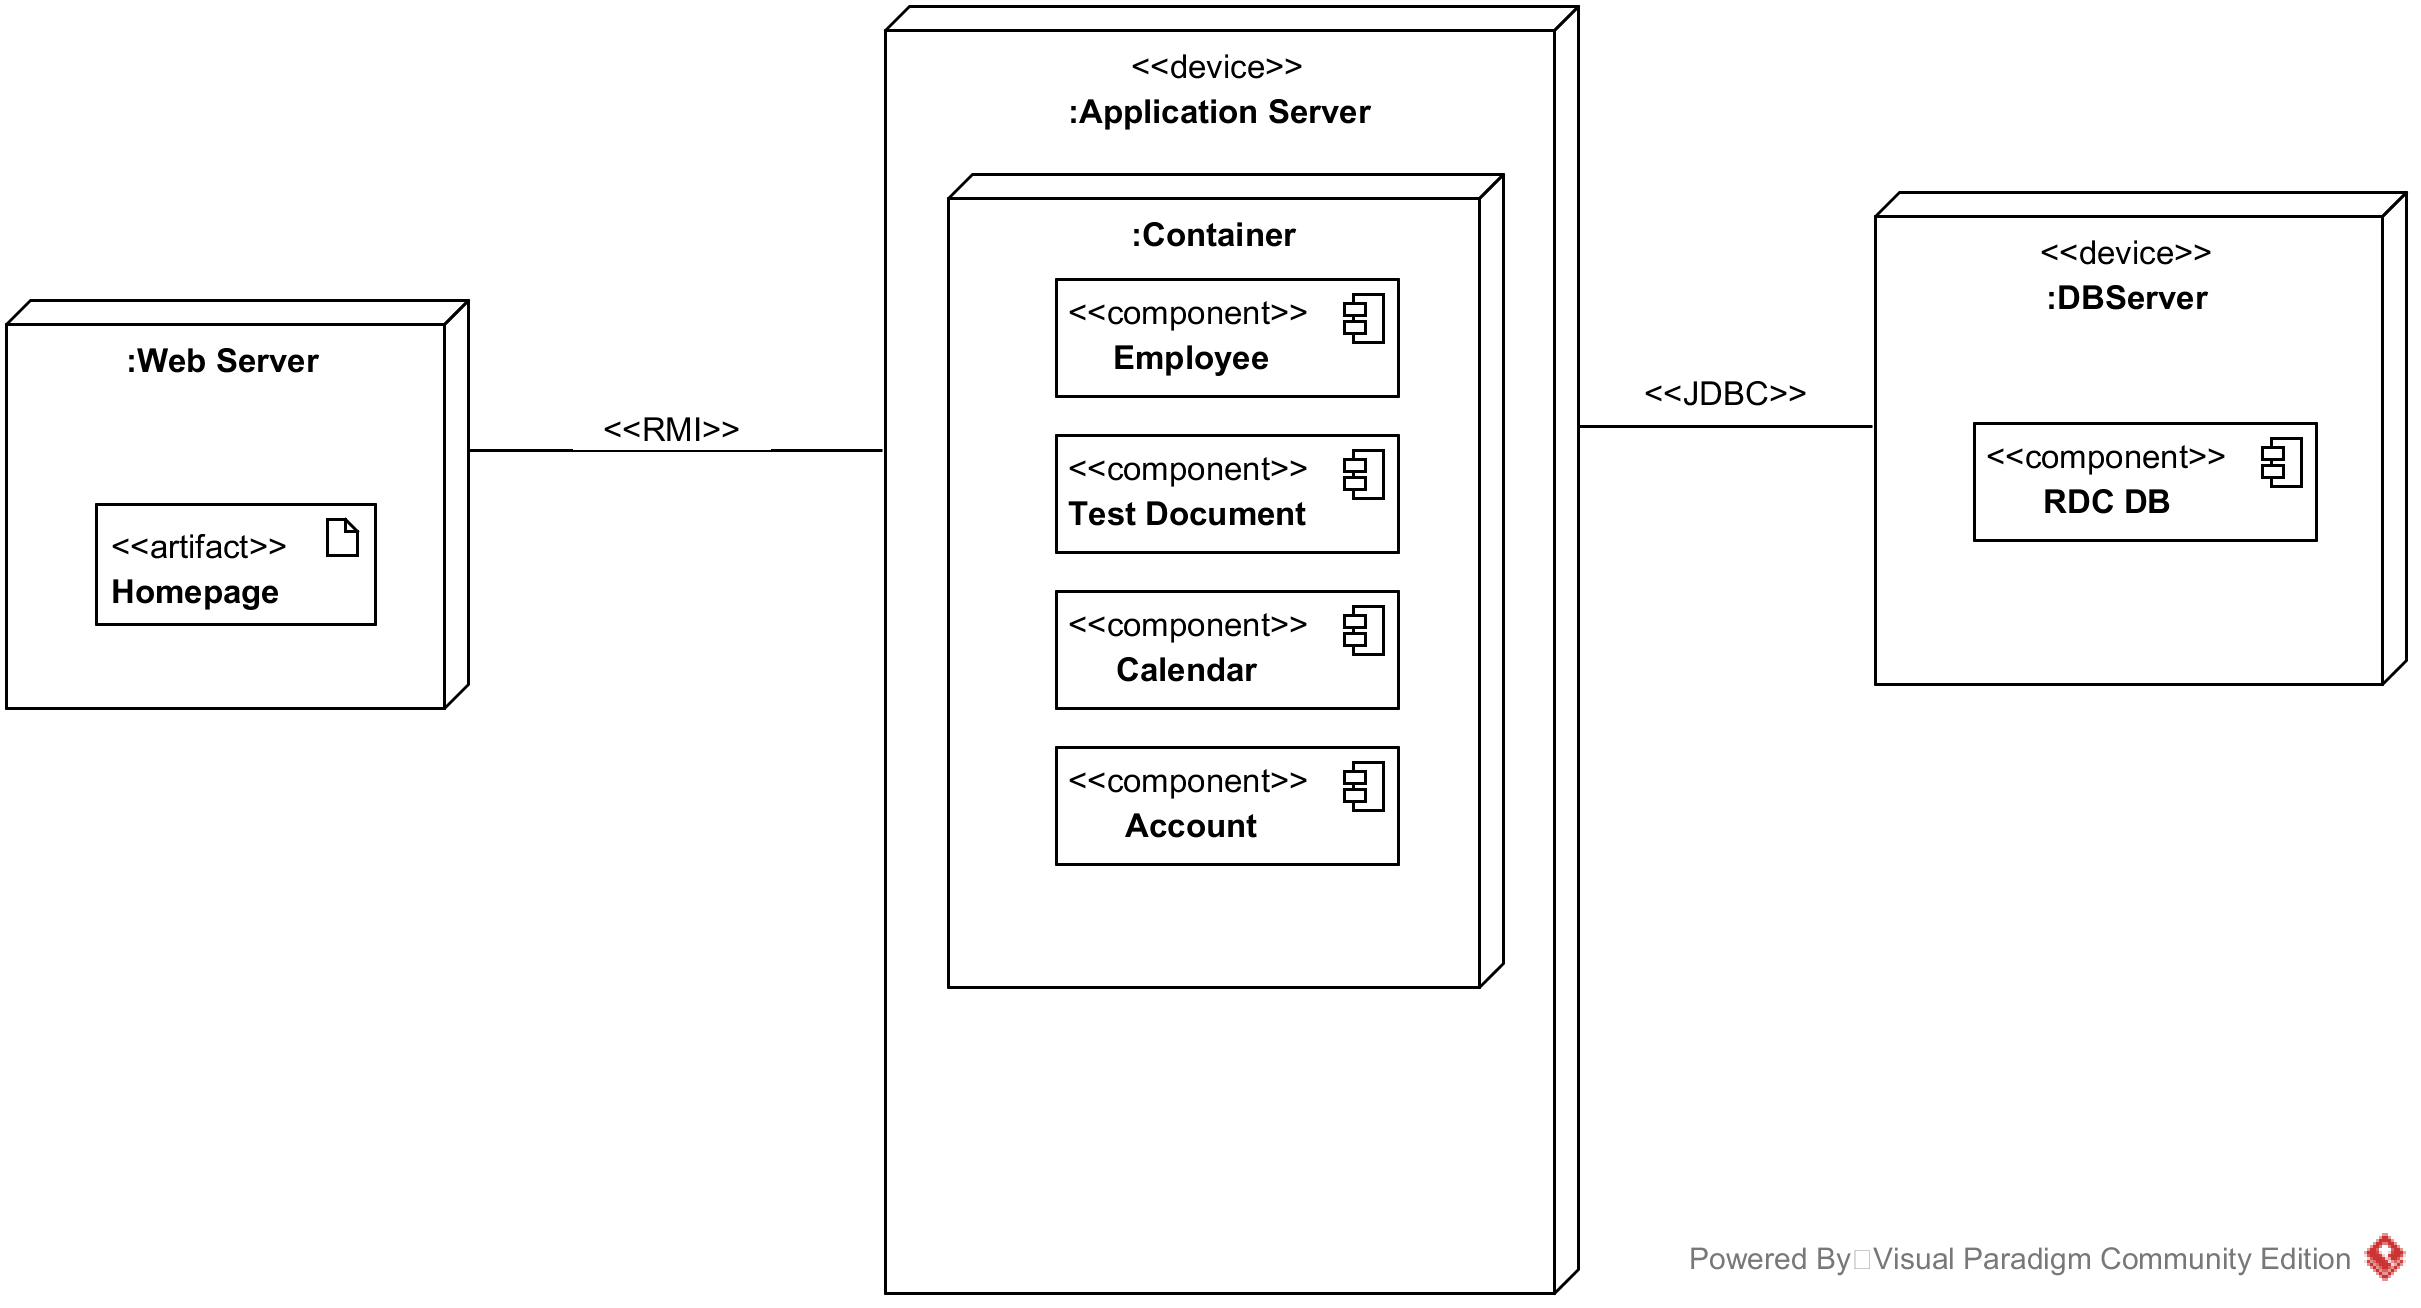 <<device>>
:Application Server
:Container
<<component>>
Employee
<<component>>
Test Document
<<component>>
Calendar
<<component>>
Account
:Web Server
<<artifact>>
Homepage
<<RMI>>
<<JDBC>>
<<device>>
:DBServer
<<component>>
RDC DB
Powered By Visual Paradigm Community Edition